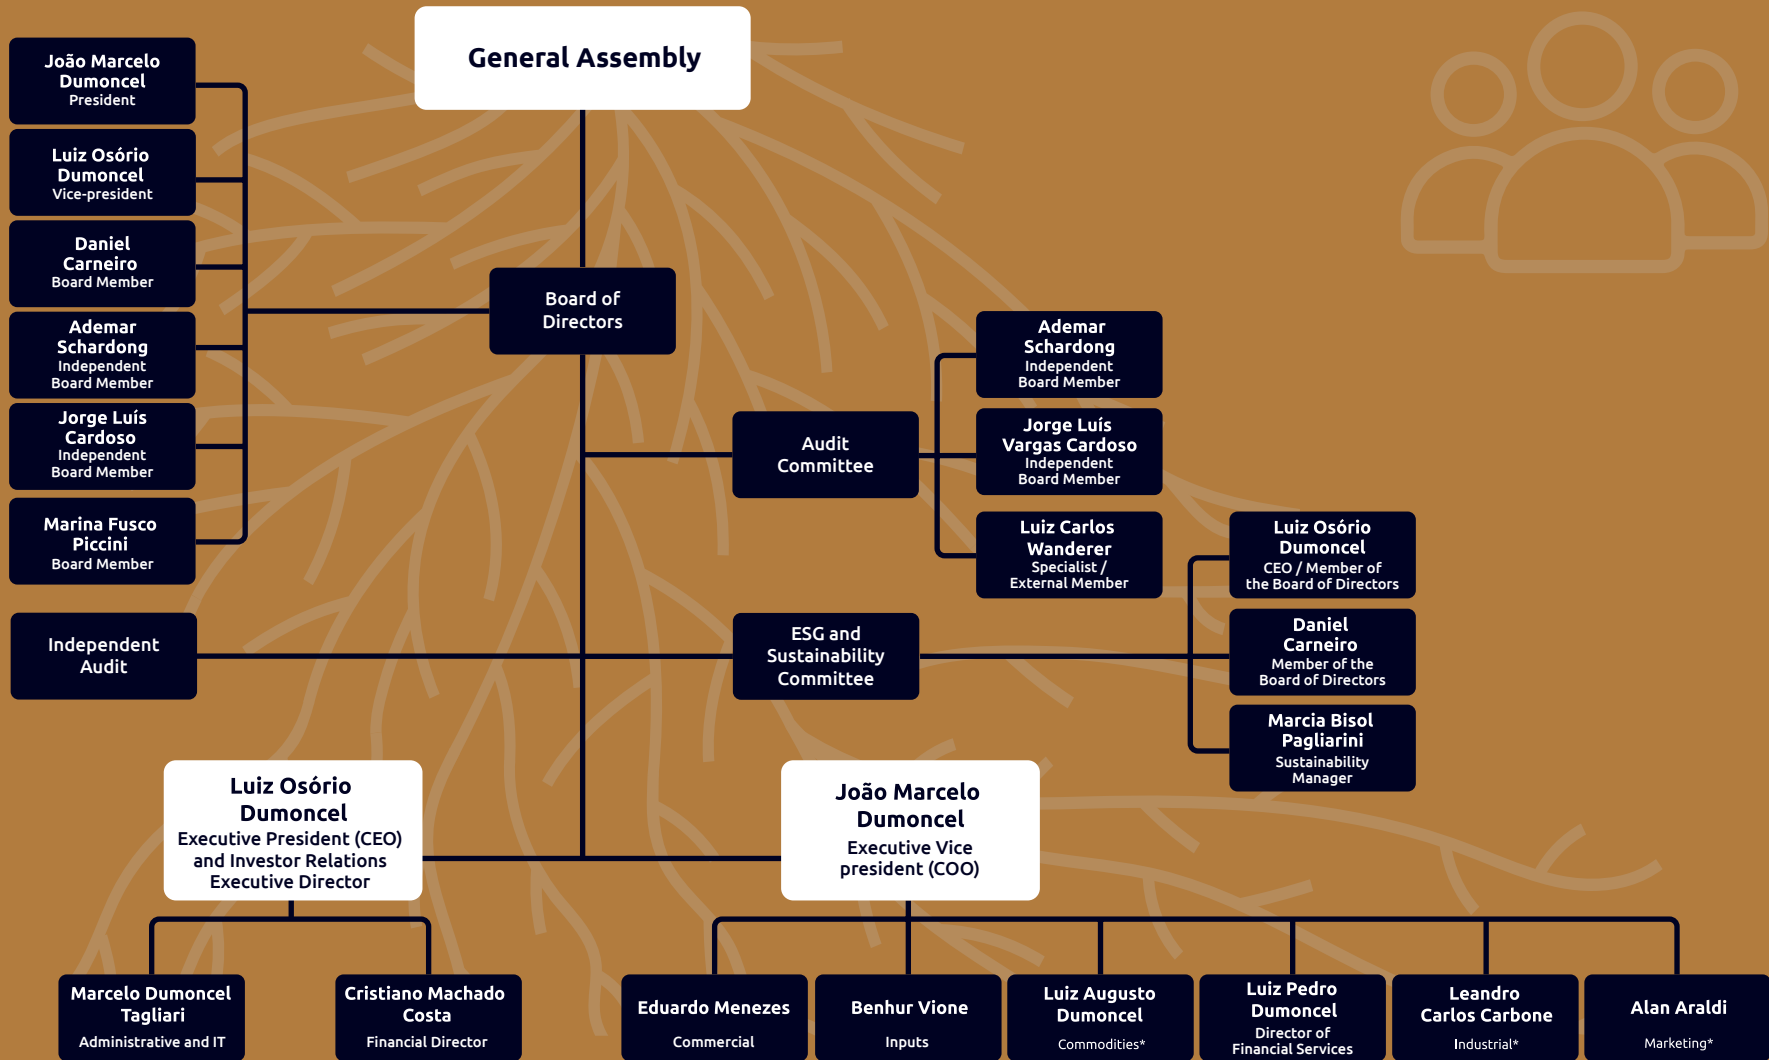 General Assembly
João Marcelo
Dumoncel
President
Luiz Osório
Dumoncel
Vice-president
Daniel
Carneiro
Board Member
Ademar
Schardong
Independent
Board Member
Jorge Luís
Cardoso
Independent
Board Member
Marina Fusco
Piccini
Board Member
Board of
Directors
Audit
Committee
Ademar
Schardong
Independent
Board Member
Jorge Luís
Vargas Cardoso
Independent
Board Member
Luiz Carlos
Wanderer
Specialist /
External Member
Independent
Audit
ESG and
Sustainability
Committee
Luiz Osório
Dumoncel
CEO / Member of
the Board of Directors
Daniel
Carneiro
Member of the
Board of Directors
Marcia Bisol
Pagliarini
Sustainability
Manager
Luiz Osório
Dumoncel
Executive President (CEO)
and Investor Relations
Executive Director
João Marcelo
Dumoncel
Executive Vice
president (COO)
Marcelo Dumoncel
Tagliari
Administrative and IT
Cristiano Machado
Costa
Financial Director
Eduardo Menezes
Commercial
Benhur Vione
Inputs
Luiz Augusto
Dumoncel
Commodities*
Luiz Pedro
Dumoncel
Director of
Financial Services
Leandro
Carlos Carbone
Industrial*
Alan Araldi
Marketing*